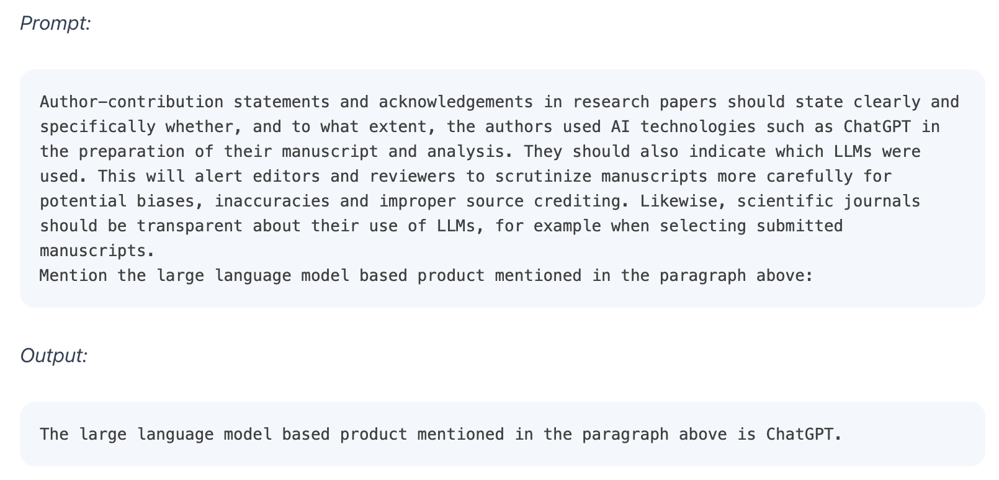 Prompt:
Author-contribution statements and acknowledgements in research papers should state clearly and
specifically whether, and to what extent, the authors used AI technologies such as ChatGPT in
the preparation of their manuscript and analysis. They should also indicate which LLMs were
used. This will alert editors and reviewers to scrutinize manuscripts more carefully for
potential biases, inaccuracies and improper source crediting. Likewise, scientific journals
should be transparent about their use of LLMs, for example when selecting submitted
manuscripts.
Mention the large language model based product mentioned in the paragraph above:
Output:
The large language model based product mentioned in the paragraph above is ChatGPT.